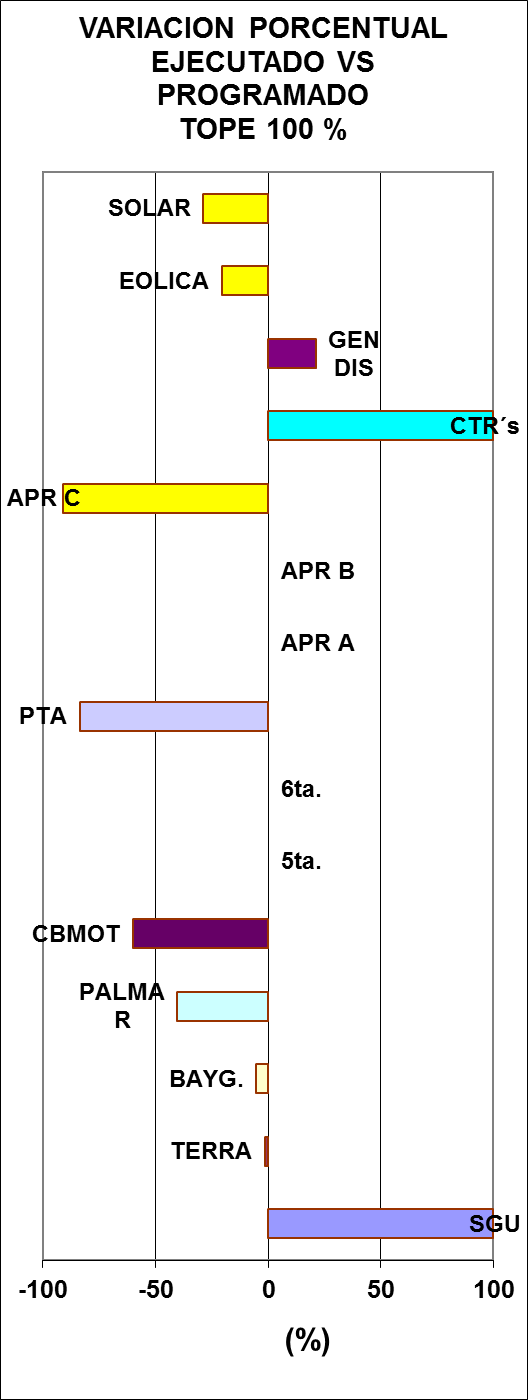 VARIACION PORCENTUAL
EJECUTADO VS
PROGRAMADO
TOPE 100 %
SOLAR
EOLICA
GEN
DIS
CTR´s
APR C
APR B
APR A
PTA
6ta.
5ta.
CBMOT
PALMA
R
BAYG.
TERRA
SGU
-100 -50 0 50 100
(%)